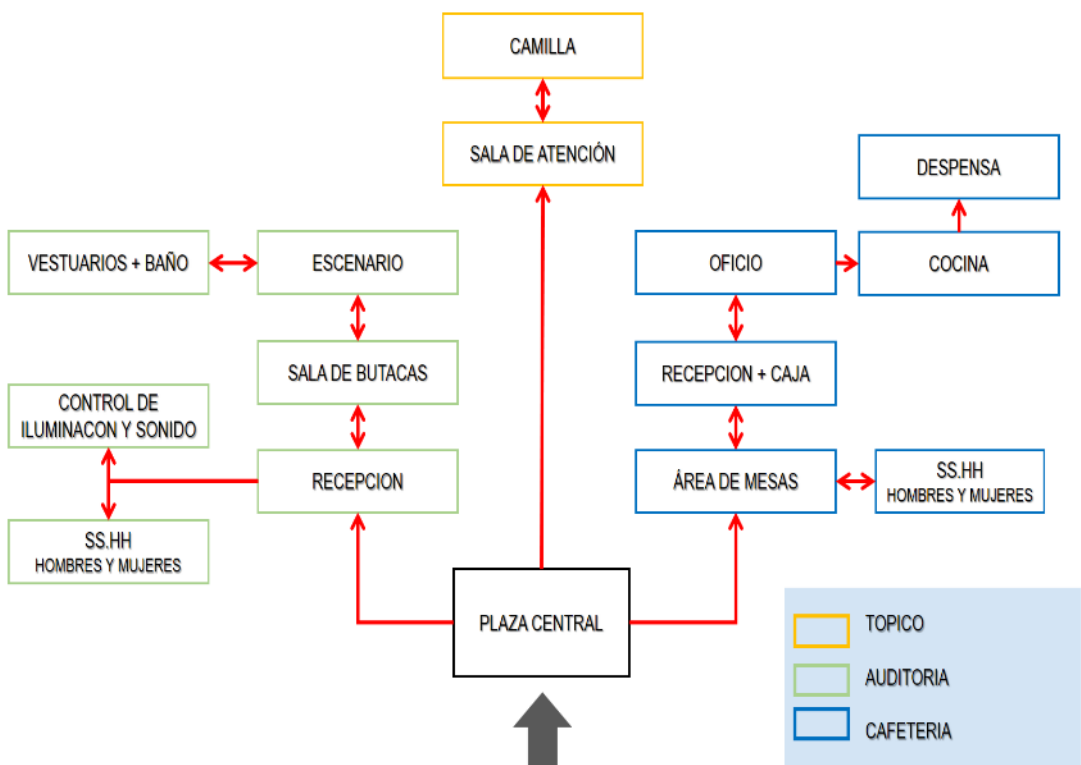 CAMILLA
SALA DE ATENCIÓN
DESPENSA
VESTUARIOS + BAÑO
ESCENARIO
OFICIO
COCINA
SALA DE BUTACAS
RECEPCION + CAJA
CONTROL DE
ILUMINACON Y SONIDO
RECEPCION
ÁREA DE MESAS
SS.HH
HOMBRES Y MUJERES
SS.HH
HOMBRES Y MUJERES
PLAZA CENTRAL
TOPICO
AUDITORIA
CAFETERIA